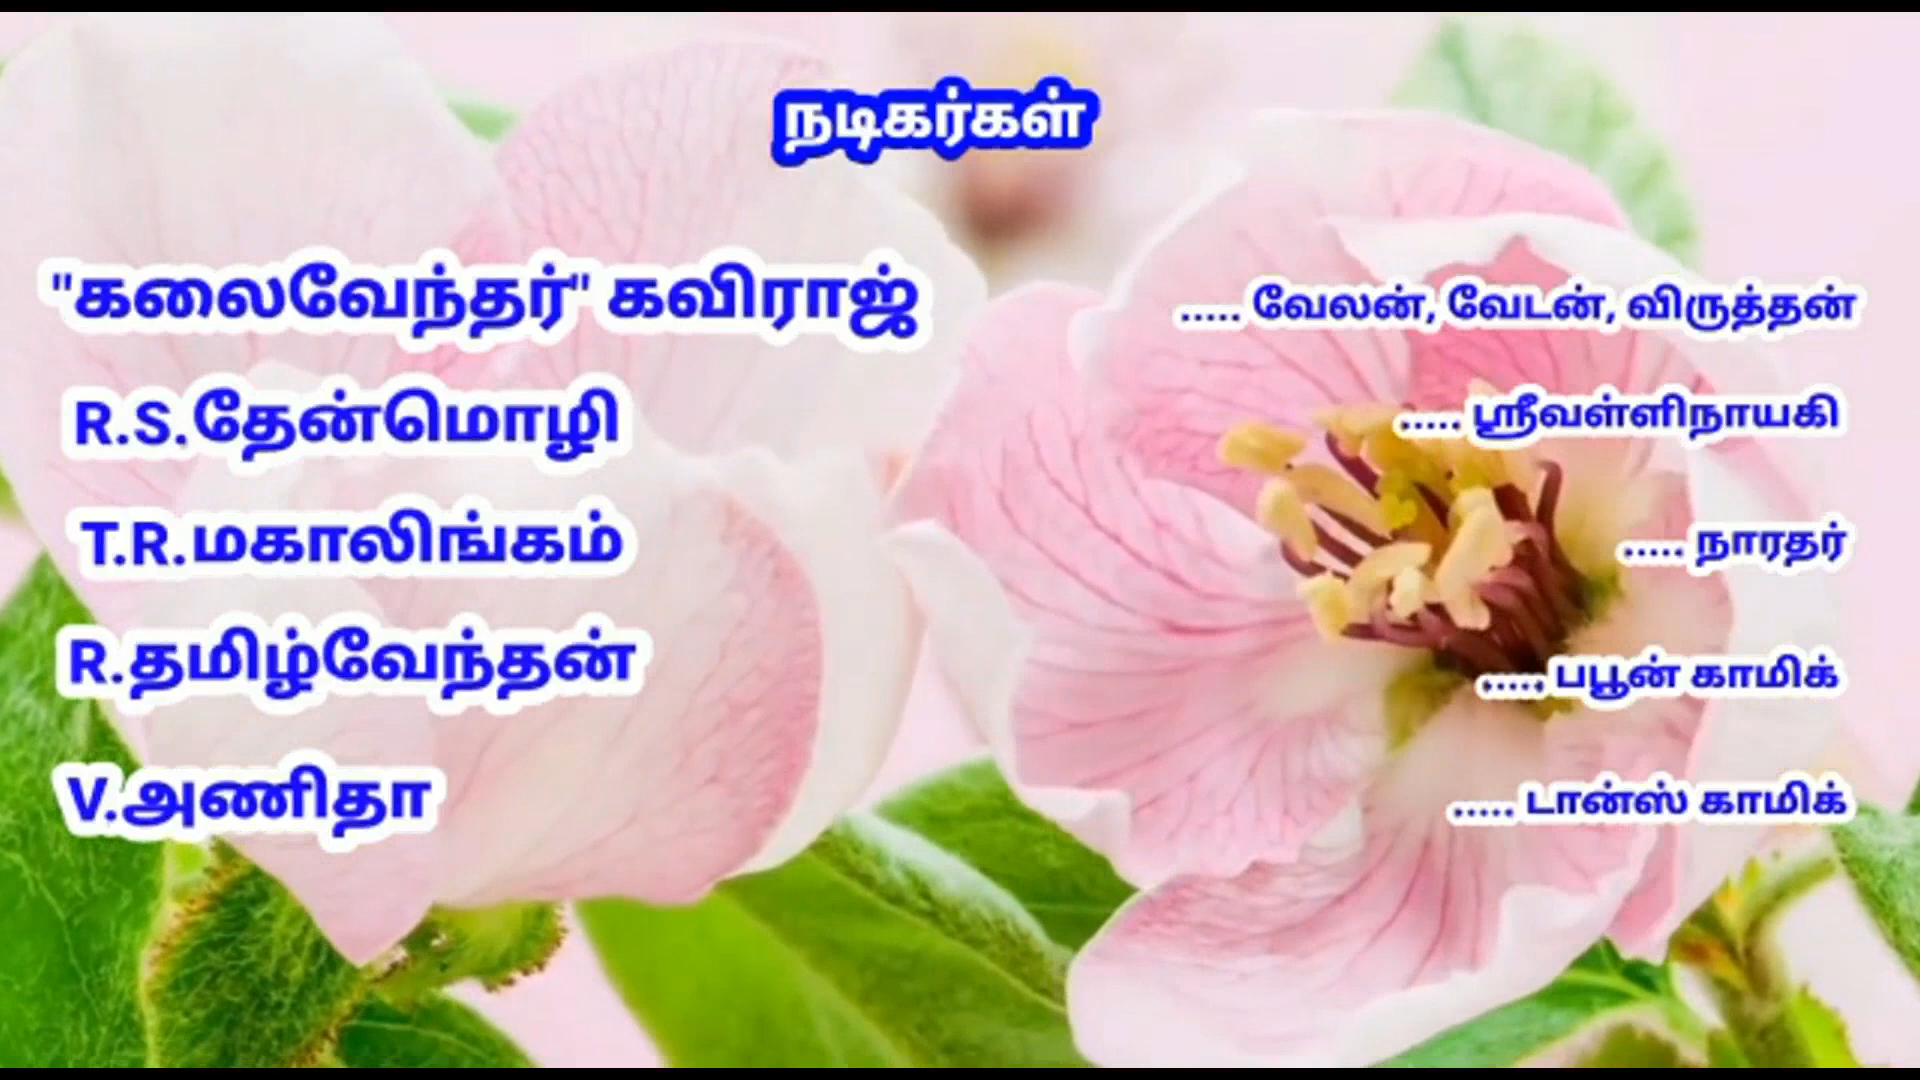 நடிகர்கள்
"கலைவேந்தர்" கவிராஜ் ..... வேலன், வேடன், விருத்தன்
R.S.தேன்மொழி ..... ஸ்ரீவள்ளிநாயகி
T.R.மகாலிங்கம் ..... நாரதர்
R.தமிழ்வேந்தன் ..... பபூன் காமிக்
V.அணிதா ..... டான்ஸ் காமிக்